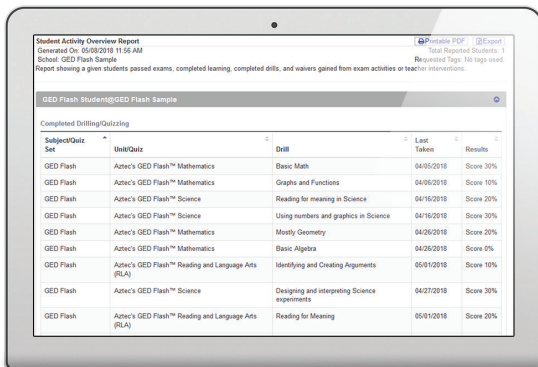 Student Activity Overview Report
Printable PDF Export
Generated On: 05/08/2018 11:56 AM
Total Reported Students: 1
School: GED Flash Sample
Requested Tags: No tags used.
Report showing a given students passed exams, completed learning, completed drills, and waivers gained from exam activities or teacher interventions.
GED Flash Student@GED Flash Sample
Completed Drilling/Quizzing
Subject/Quiz Set Unit/Quiz Drill Last Taken Results
GED Flash Aztec's GED Flash™ Mathematics Basic Math 04/05/2018 Score 30%
GED Flash Aztec's GED Flash™ Mathematics Graphs and Functions 04/06/2018 Score 10%
GED Flash Aztec's GED Flash™ Science Reading for meaning in Science 04/16/2018 Score 20%
GED Flash Aztec's GED Flash™ Science Using numbers and graphics in Science 04/16/2018 Score 30%
GED Flash Aztec's GED Flash™ Mathematics Mostly Geometry 04/26/2018 Score 20%
GED Flash Aztec's GED Flash™ Mathematics Basic Algebra 04/26/2018 Score 0%
GED Flash Aztec's GED Flash™ Reading and Language Arts (RLA) Identifying and Creating Arguments 05/01/2018 Score 10%
GED Flash Aztec's GED Flash™ Science Designing and interpreting Science experiments 04/27/2018 Score 30%
GED Flash Aztec's GED Flash™ Reading and Language Arts (RLA) Reading for Meaning 05/01/2018 Score 20%